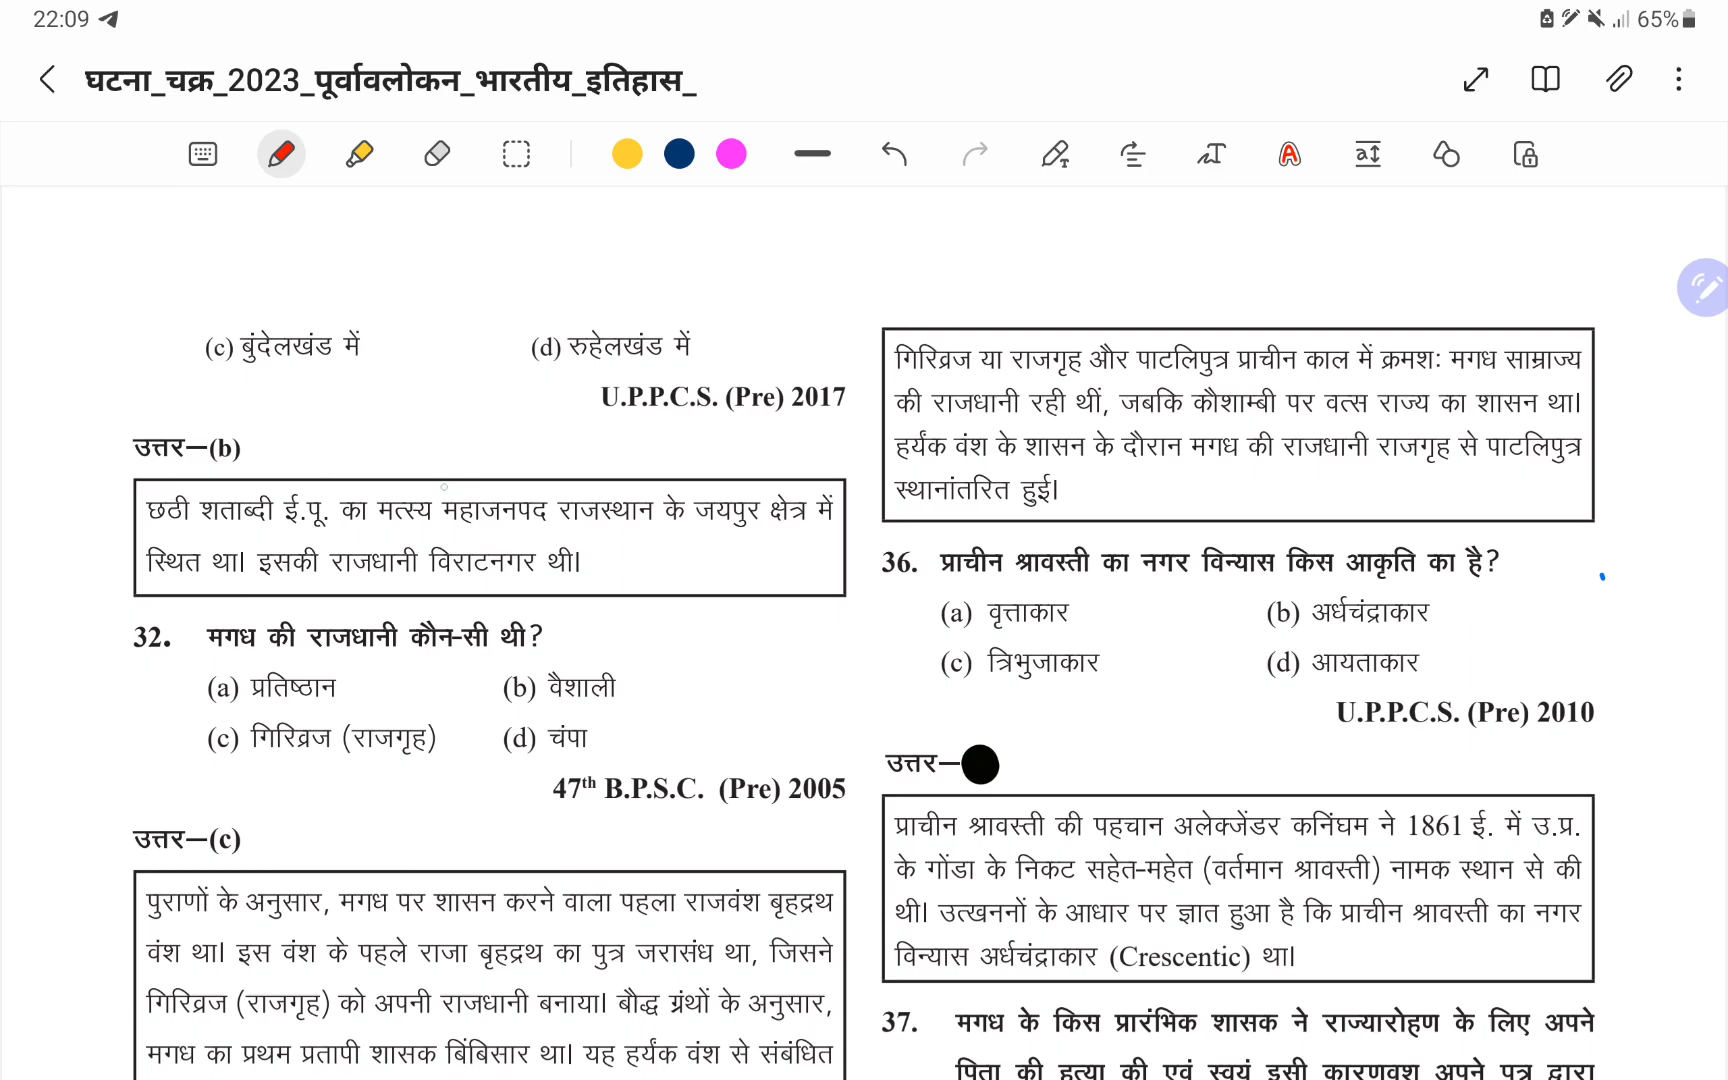 22:09
65%
घटना_चक्र_2023_पूर्वावलोकन_भारतीय_इतिहास_
(c) बुंदेलखंड में (d) रुहेलखंड में
U.P.P.C.S. (Pre) 2017
उत्तर—(b)
छठी शताब्दी ई.पू. का मत्स्य महाजनपद राजस्थान के जयपुर क्षेत्र में
स्थित था। इसकी राजधानी विराटनगर थी।
32. मगध की राजधानी कौन-सी थी?
(a) प्रतिष्ठान (b) वैशाली
(c) गिरिव्रज (राजगृह) (d) चंपा
47th B.P.S.C. (Pre) 2005
उत्तर—(c)
पुराणों के अनुसार, मगध पर शासन करने वाला पहला राजवंश बृहद्रथ
वंश था। इस वंश के पहले राजा बृहद्रथ का पुत्र जरासंध था, जिसने
गिरिव्रज (राजगृह) को अपनी राजधानी बनाया। बौद्ध ग्रंथों के अनुसार,
मगध का प्रथम प्रतापी शासक बिंबिसार था। यह हर्यंक वंश से संबंधित
गिरिव्रज या राजगृह और पाटलिपुत्र प्राचीन काल में क्रमशः मगध साम्राज्य
की राजधानी रही थीं, जबकि कौशाम्बी पर वत्स राज्य का शासन था।
हर्यंक वंश के शासन के दौरान मगध की राजधानी राजगृह से पाटलिपुत्र
स्थानांतरित हुई।
36. प्राचीन श्रावस्ती का नगर विन्यास किस आकृति का है?
(a) वृत्ताकार (b) अर्धचंद्राकार
(c) त्रिभुजाकार (d) आयताकार
U.P.P.C.S. (Pre) 2010
उत्तर—
प्राचीन श्रावस्ती की पहचान अलेक्जेंडर कनिंघम ने 1861 ई. में उ.प्र.
के गोंडा के निकट सहेत-महेत (वर्तमान श्रावस्ती) नामक स्थान से की
थी। उत्खननों के आधार पर ज्ञात हुआ है कि प्राचीन श्रावस्ती का नगर
विन्यास अर्धचंद्राकार (Crescentic) था।
37. मगध के किस प्रारंभिक शासक ने राज्यारोहण के लिए अपने
पिता की हत्या की एवं स्वयं इसी कारणवश अपने पुत्र द्वारा